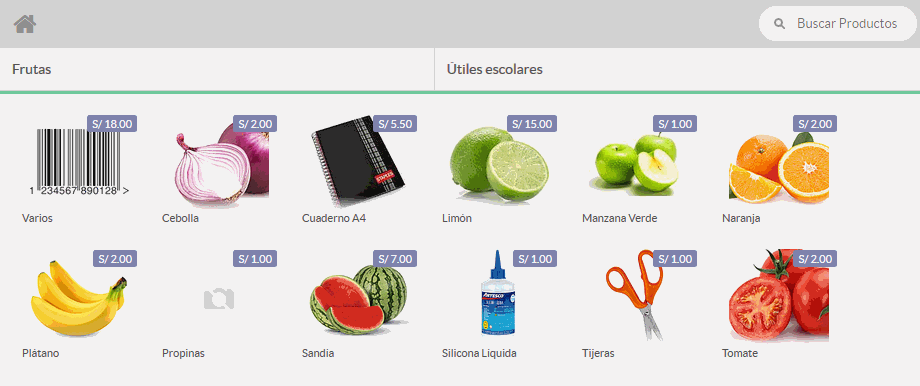 Buscar Productos
Frutas
Útiles escolares
S/ 18.00
S/ 2.00
S/ 5.50
S/ 15.00
S/ 1.00
S/ 2.00
1 234567 890128 >
STAPLES
Varios
Cebolla
Cuaderno A4
Limón
Manzana Verde
Naranja
S/ 2.00
S/ 1.00
S/ 7.00
S/ 1.00
S/ 1.00
S/ 2.00
ARTESCO
Plátano
Propinas
Sandia
Silicona Liquida
Tijeras
Tomate